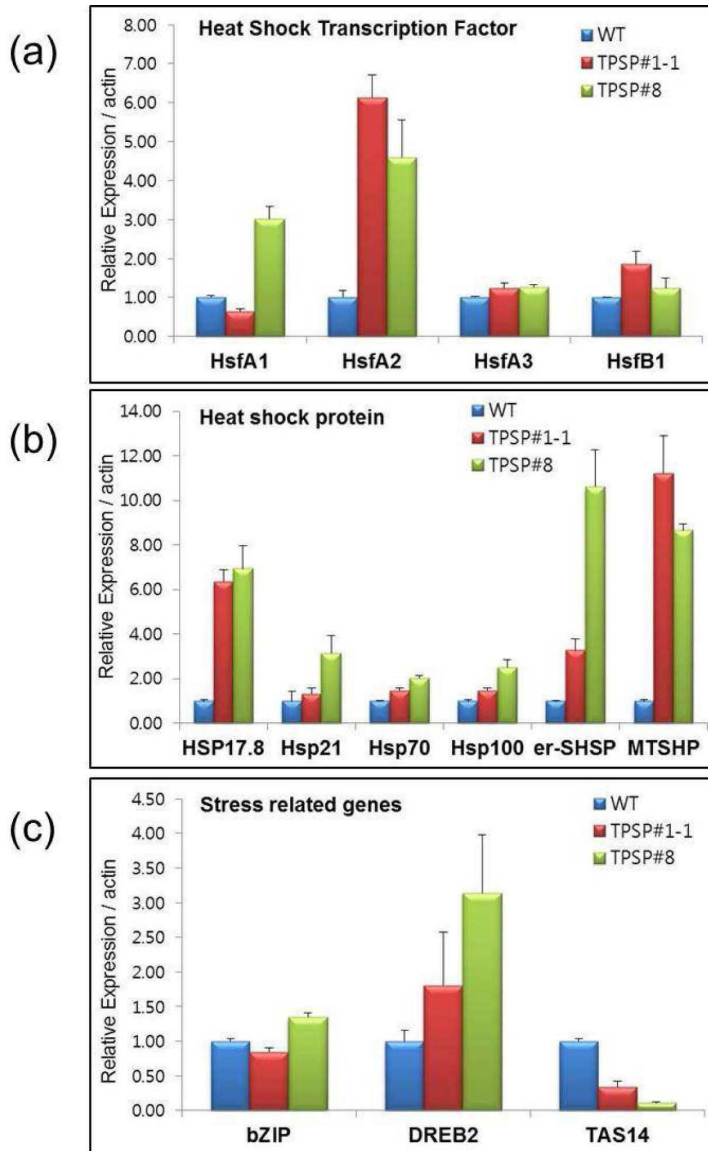 (a)
Heat Shock Transcription Factor
WT
TPSP#1-1
TPSP#8
Relative Expression / actin
8.00
7.00
6.00
5.00
4.00
3.00
2.00
1.00
0.00
HsfA1 HsfA2 HsfA3 HsfB1
(b)
Heat shock protein
WT
TPSP#1-1
TPSP#8
Relative Expression / actin
14.00
12.00
10.00
8.00
6.00
4.00
2.00
0.00
HSP17.8 Hsp21 Hsp70 Hsp100 er-SHSP MTSHP
(c)
Stress related genes
WT
TPSP#1-1
TPSP#8
Relative Expression / actin
4.50
4.00
3.50
3.00
2.50
2.00
1.50
1.00
0.50
0.00
bZIP DREB2 TAS14